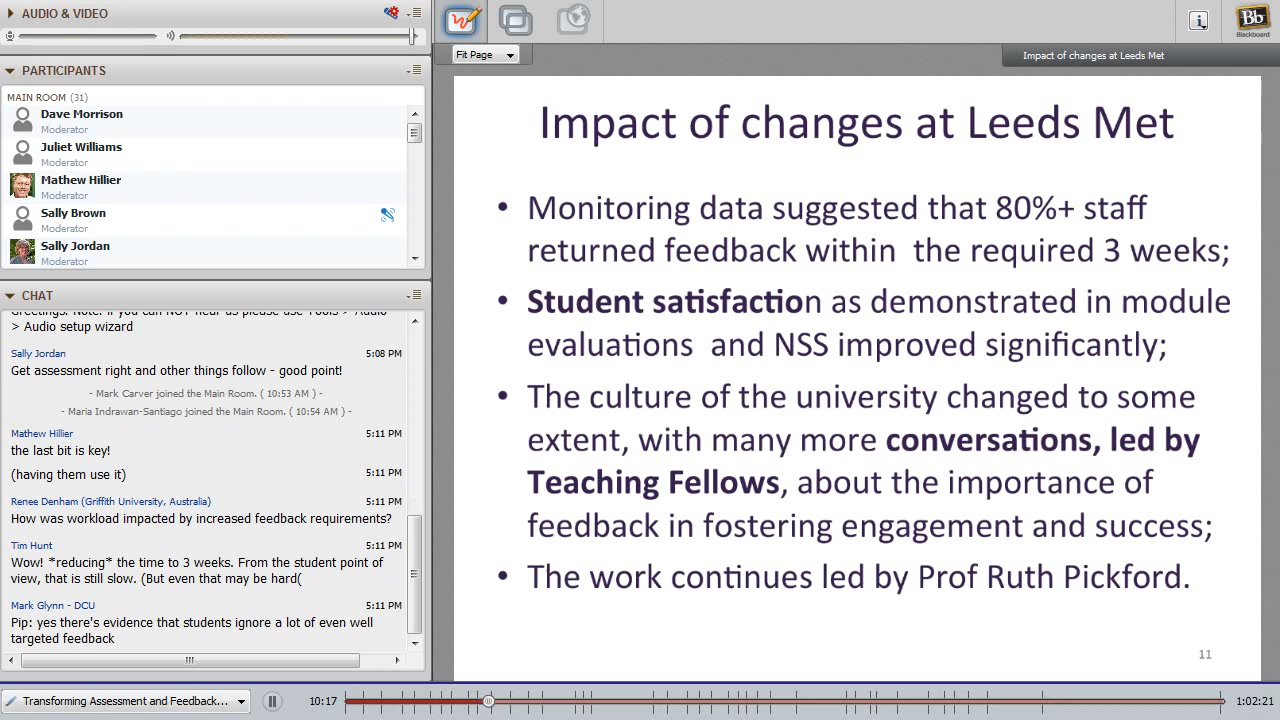 AUDIO & VIDEO
PARTICIPANTS
MAIN ROOM (31)
Dave Morrison
Moderator
Juliet Williams
Moderator
Mathew Hillier
Moderator
Sally Brown
Moderator
Sally Jordan
Moderator
CHAT
> Audio setup wizard
Sally Jordan 5:08 PM
Get assessment right and other things follow - good point!
- Mark Carver joined the Main Room. ( 10:53 AM ) -
- Maria Indrawan-Santiago joined the Main Room. ( 10:54 AM ) -
Mathew Hillier 5:11 PM
the last bit is key!
(having them use it) 5:11 PM
Renee Denham (Griffith University, Australia) 5:11 PM
How was workload impacted by increased feedback requirements?
Tim Hunt 5:11 PM
Wow! *reducing* the time to 3 weeks. From the student point of
view, that is still slow. (But even that may be hard(
Mark Glynn - DCU 5:11 PM
Pip: yes there's evidence that students ignore a lot of even well
targeted feedback
Bb
Blackboard
Fit Page
Impact of changes at Leeds Met
Impact of changes at Leeds Met
• Monitoring data suggested that 80%+ staff
returned feedback within the required 3 weeks;
• Student satisfaction as demonstrated in module
evaluations and NSS improved significantly;
• The culture of the university changed to some
extent, with many more conversations, led by
Teaching Fellows, about the importance of
feedback in fostering engagement and success;
• The work continues led by Prof Ruth Pickford.
11
Transforming Assessment and Feedback...
10:17
1:02:21